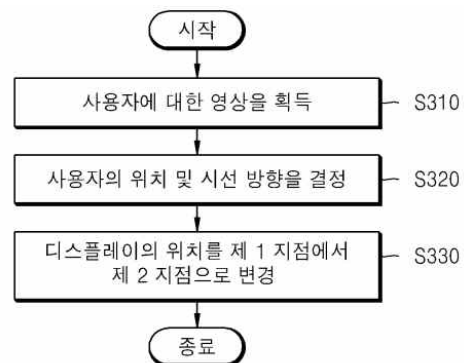 시작
사용자에 대한 영상을 획득
S310
사용자의 위치 및 시선 방향을 결정
S320
디스플레이의 위치를 제 1 지점에서
제 2 지점으로 변경
S330
종료